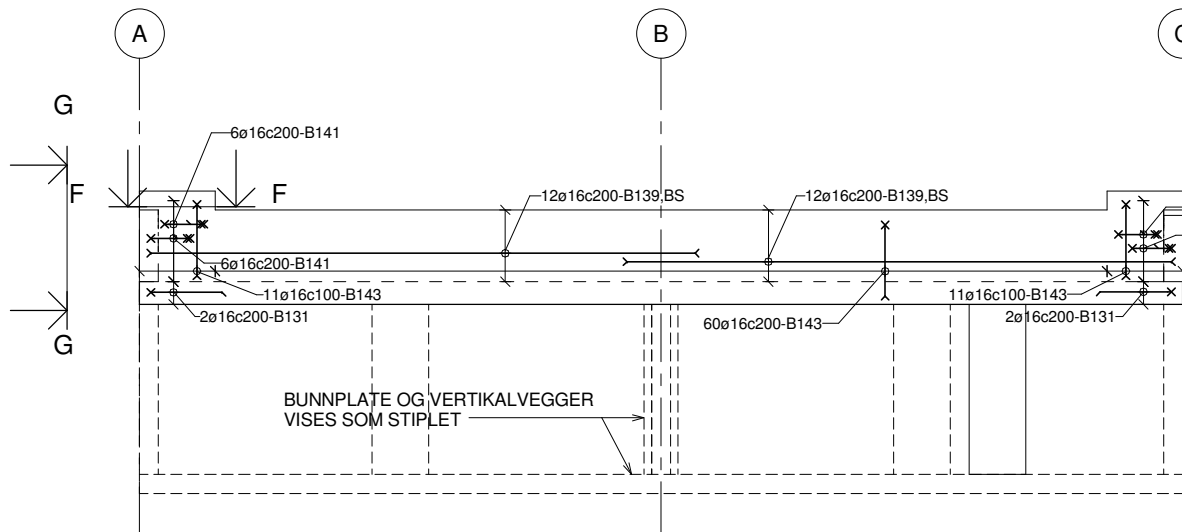 A
B
G
6ø16c200-B141
F
F
12ø16c200-B139,BS
12ø16c200-B139,BS
6ø16c200-B141
11ø16c100-B143
11ø16c100-B143
2ø16c200-B131
60ø16c200-B143
2ø16c200-B131
G
BUNNPLATE OG VERTIKALVEGGER
VISES SOM STIPLET